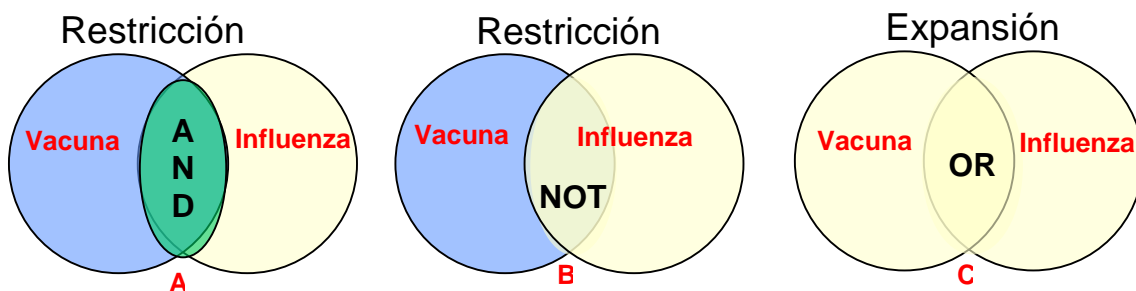 Restricción
Vacuna
A
N
D
Influenza
A
Restricción
Vacuna
Influenza
NOT
B
Expansión
Vacuna
Influenza
OR
C